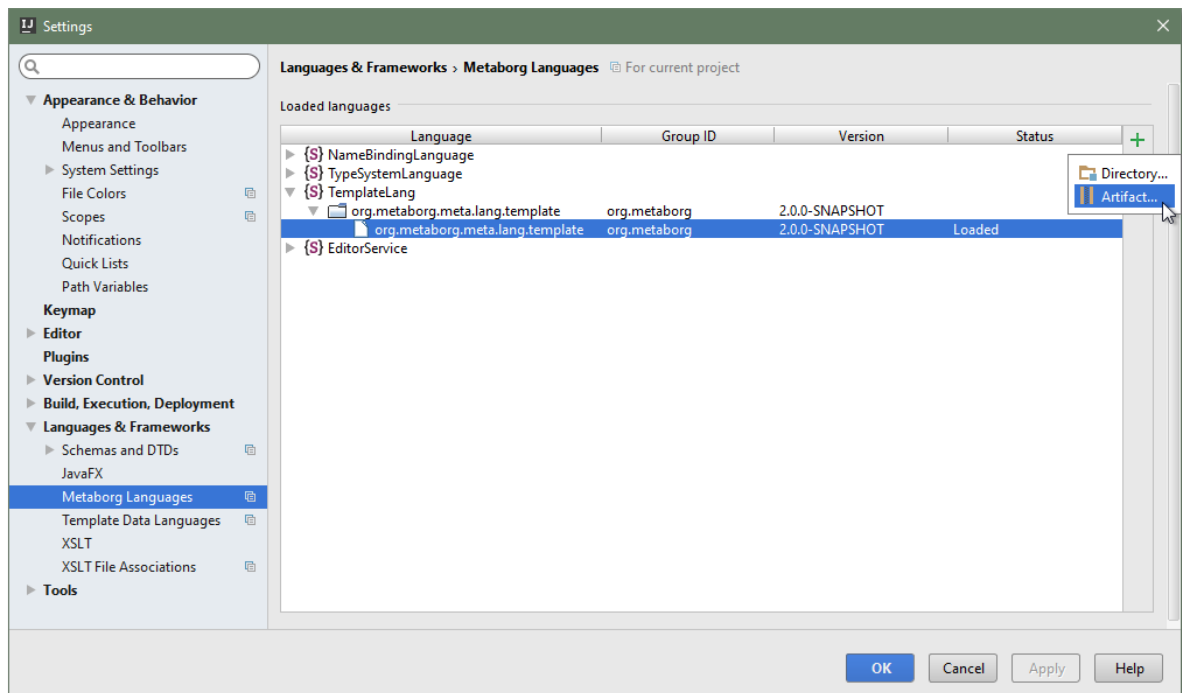 IJ Settings
Languages & Frameworks › Metaborg Languages For current project
Appearance & Behavior
Appearance
Menus and Toolbars
System Settings
File Colors
Scopes
Notifications
Quick Lists
Path Variables
Keymap
Editor
Plugins
Version Control
Build, Execution, Deployment
Languages & Frameworks
Schemas and DTDs
JavaFX
Metaborg Languages
Template Data Languages
XSLT
XSLT File Associations
Tools
Loaded languages
Language Group ID Version Status
{S} NameBindingLanguage
{S} TypeSystemLanguage
{S} TemplateLang
org.metaborg.meta.lang.template org.metaborg 2.0.0-SNAPSHOT
org.metaborg.meta.lang.template org.metaborg 2.0.0-SNAPSHOT Loaded
{S} EditorService
Directory...
Artifact...
OK Cancel Apply Help